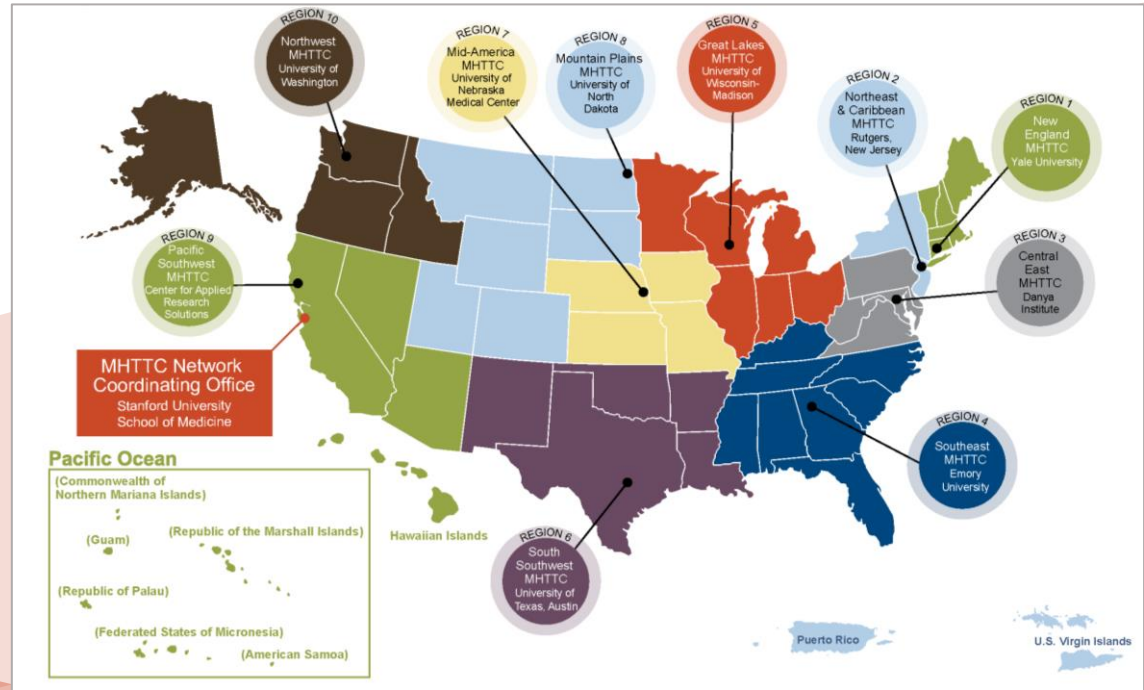 REGION 10
Northwest
MHTTC
University of
Washington
REGION 7
Mid-America
MHTTC
University of
Nebraska
Medical Center
REGION 8
Mountain Plains
MHTTC
University of
North
Dakota
REGION 5
Great Lakes
MHTTC
University of
Wisconsin-
Madison
REGION 2
Northeast
& Caribbean
MHTTC
Rutgers,
New Jersey
REGION 1
New
England
MHTTC
Yale University
REGION 9
Pacific
Southwest
MHTTC
Center for Applied
Research
Solutions
REGION 3
Central
East
MHTTC
Danya
Institute
MHTTC Network
Coordinating Office
Stanford University
School of Medicine
REGION 4
Southeast
MHTTC
Emory
University
Pacific Ocean
(Commonwealth of
Northern Mariana Islands)
(Guam)
(Republic of the Marshall Islands)
(Republic of Palau)
(Federated States of Micronesia)
(American Samoa)
Hawaiian Islands
REGION 6
South
Southwest
MHTTC
University of
Texas, Austin
Puerto Rico
U.S. Virgin Islands